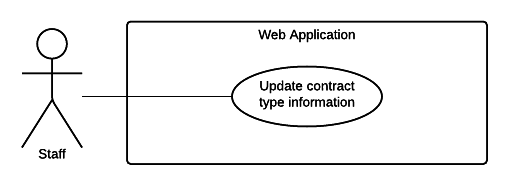 Web Application
Update contract
type information
Staff